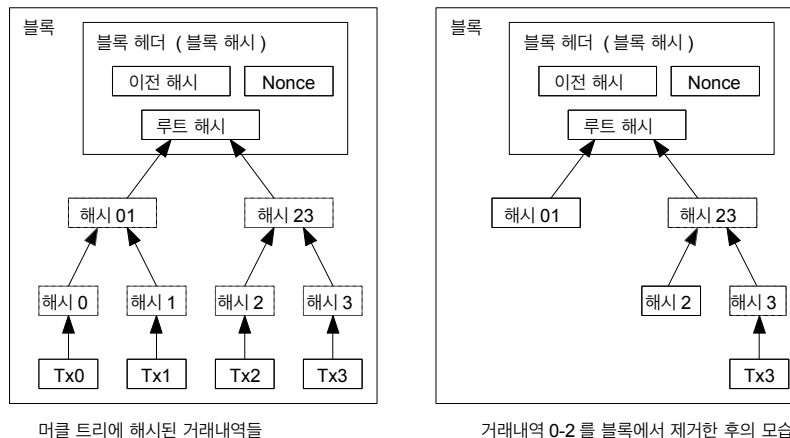 블록
블록 헤더 ( 블록 해시 )
이전 해시
Nonce
루트 해시
해시 01
해시 23
해시 0
해시 1
해시 2
해시 3
Tx0
Tx1
Tx2
Tx3
머클 트리에 해시된 거래내역들
블록
블록 헤더 ( 블록 해시 )
이전 해시
Nonce
루트 해시
해시 01
해시 23
해시 2
해시 3
Tx3
거래내역 0-2 를 블록에서 제거한 후의 모습